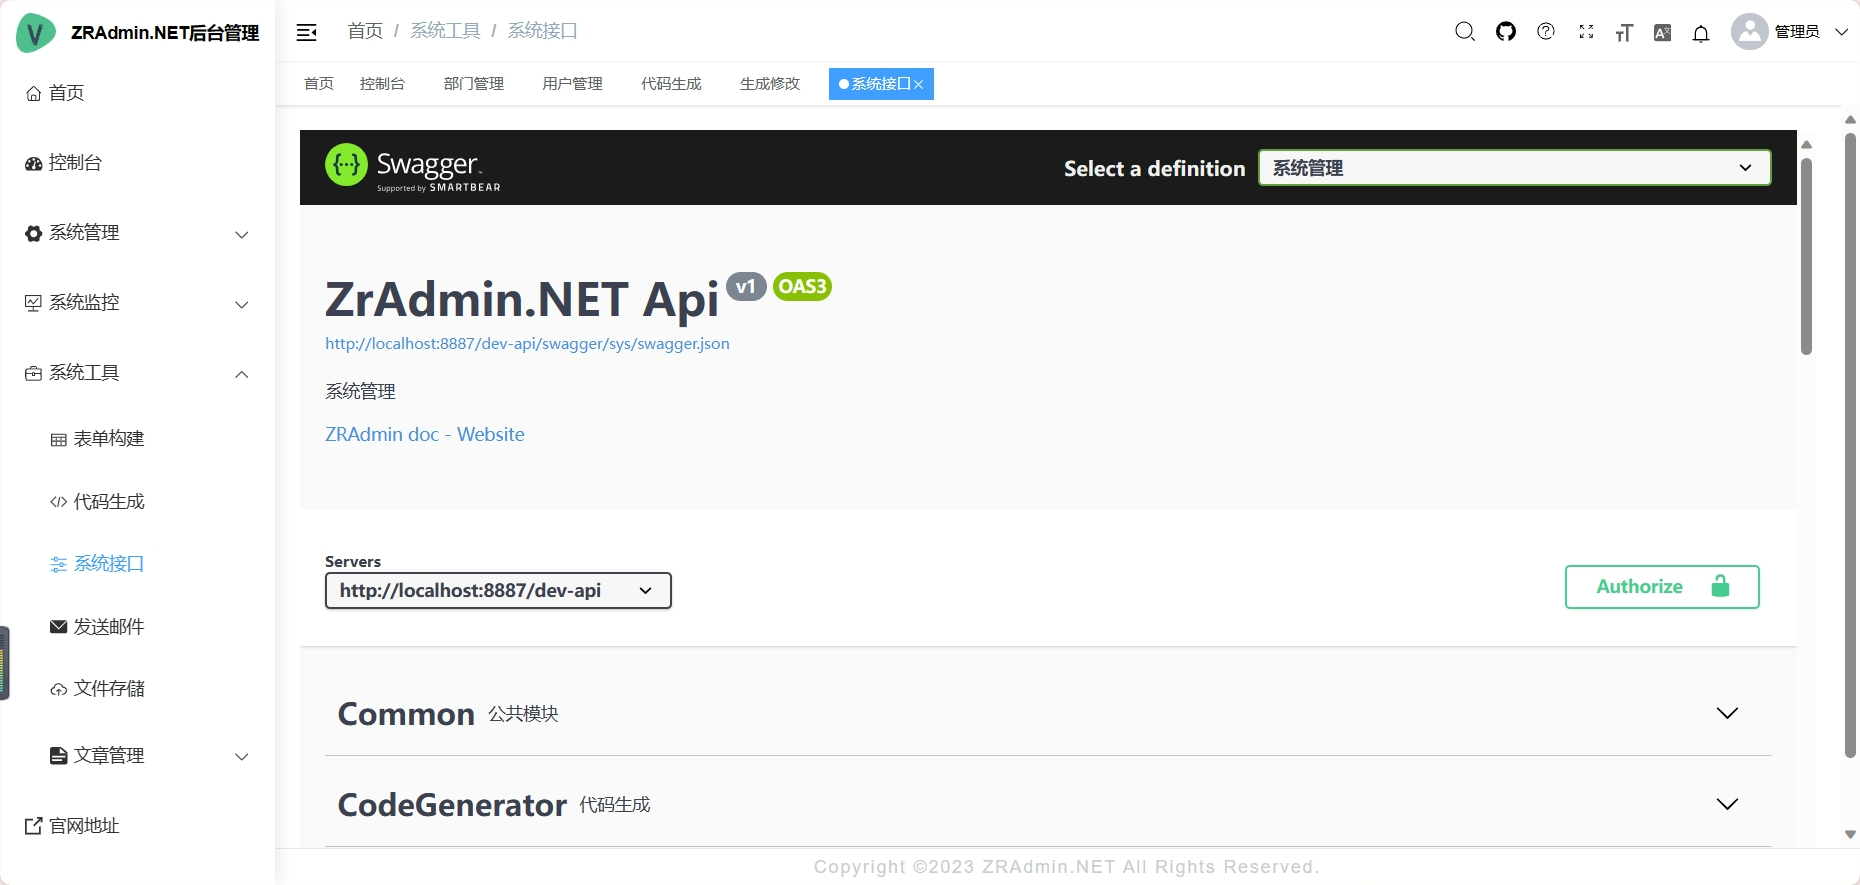 ZRAdmin.NET后台管理
首页
控制台
系统管理
系统监控
系统工具
表单构建
代码生成
系统接口
发送邮件
文件存储
文章管理
官网地址
首页 / 系统工具 / 系统接口
管理员
首页 控制台 部门管理 用户管理 代码生成 生成修改 系统接口
Swagger
Supported by SMARTBEAR
Select a definition 系统管理
ZrAdmin.NET Api v1 OAS3
http://localhost:8887/dev-api/swagger/sys/swagger.json
系统管理
ZRAdmin doc - Website
Servers
http://localhost:8887/dev-api
Authorize
Common 公共模块
CodeGenerator 代码生成
Copyright ©2023 ZRAdmin.NET All Rights Reserved.